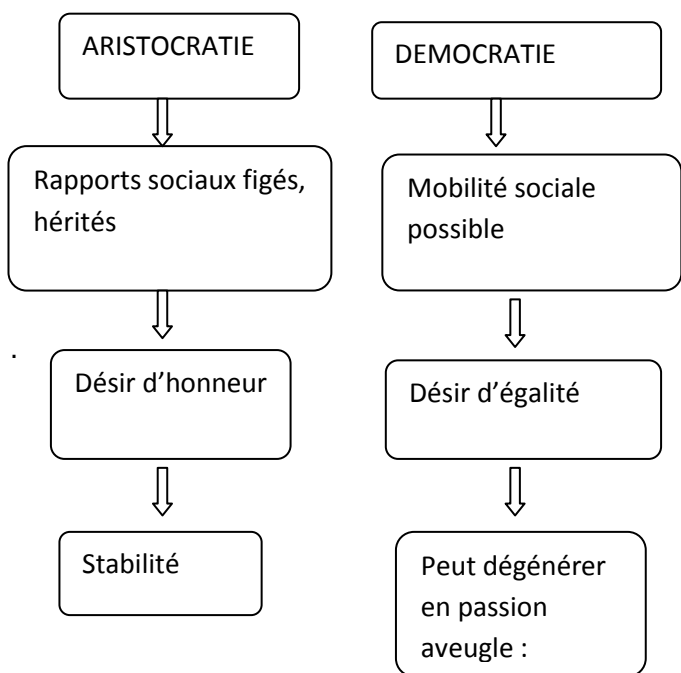 ARISTOCRATIE
Rapports sociaux figés,
hérités
.
Désir d’honneur
Stabilité
DEMOCRATIE
Mobilité sociale
possible
Désir d’égalité
Peut dégénérer
en passion
aveugle :